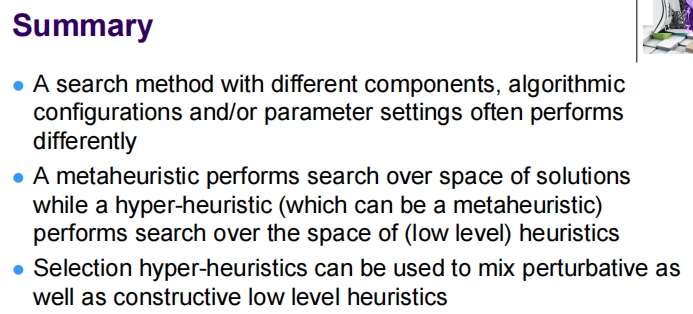 Summary
● A search method with different components, algorithmic
configurations and/or parameter settings often performs
differently
● A metaheuristic performs search over space of solutions
while a hyper-heuristic (which can be a metaheuristic)
performs search over the space of (low level) heuristics
● Selection hyper-heuristics can be used to mix perturbative as
well as constructive low level heuristics